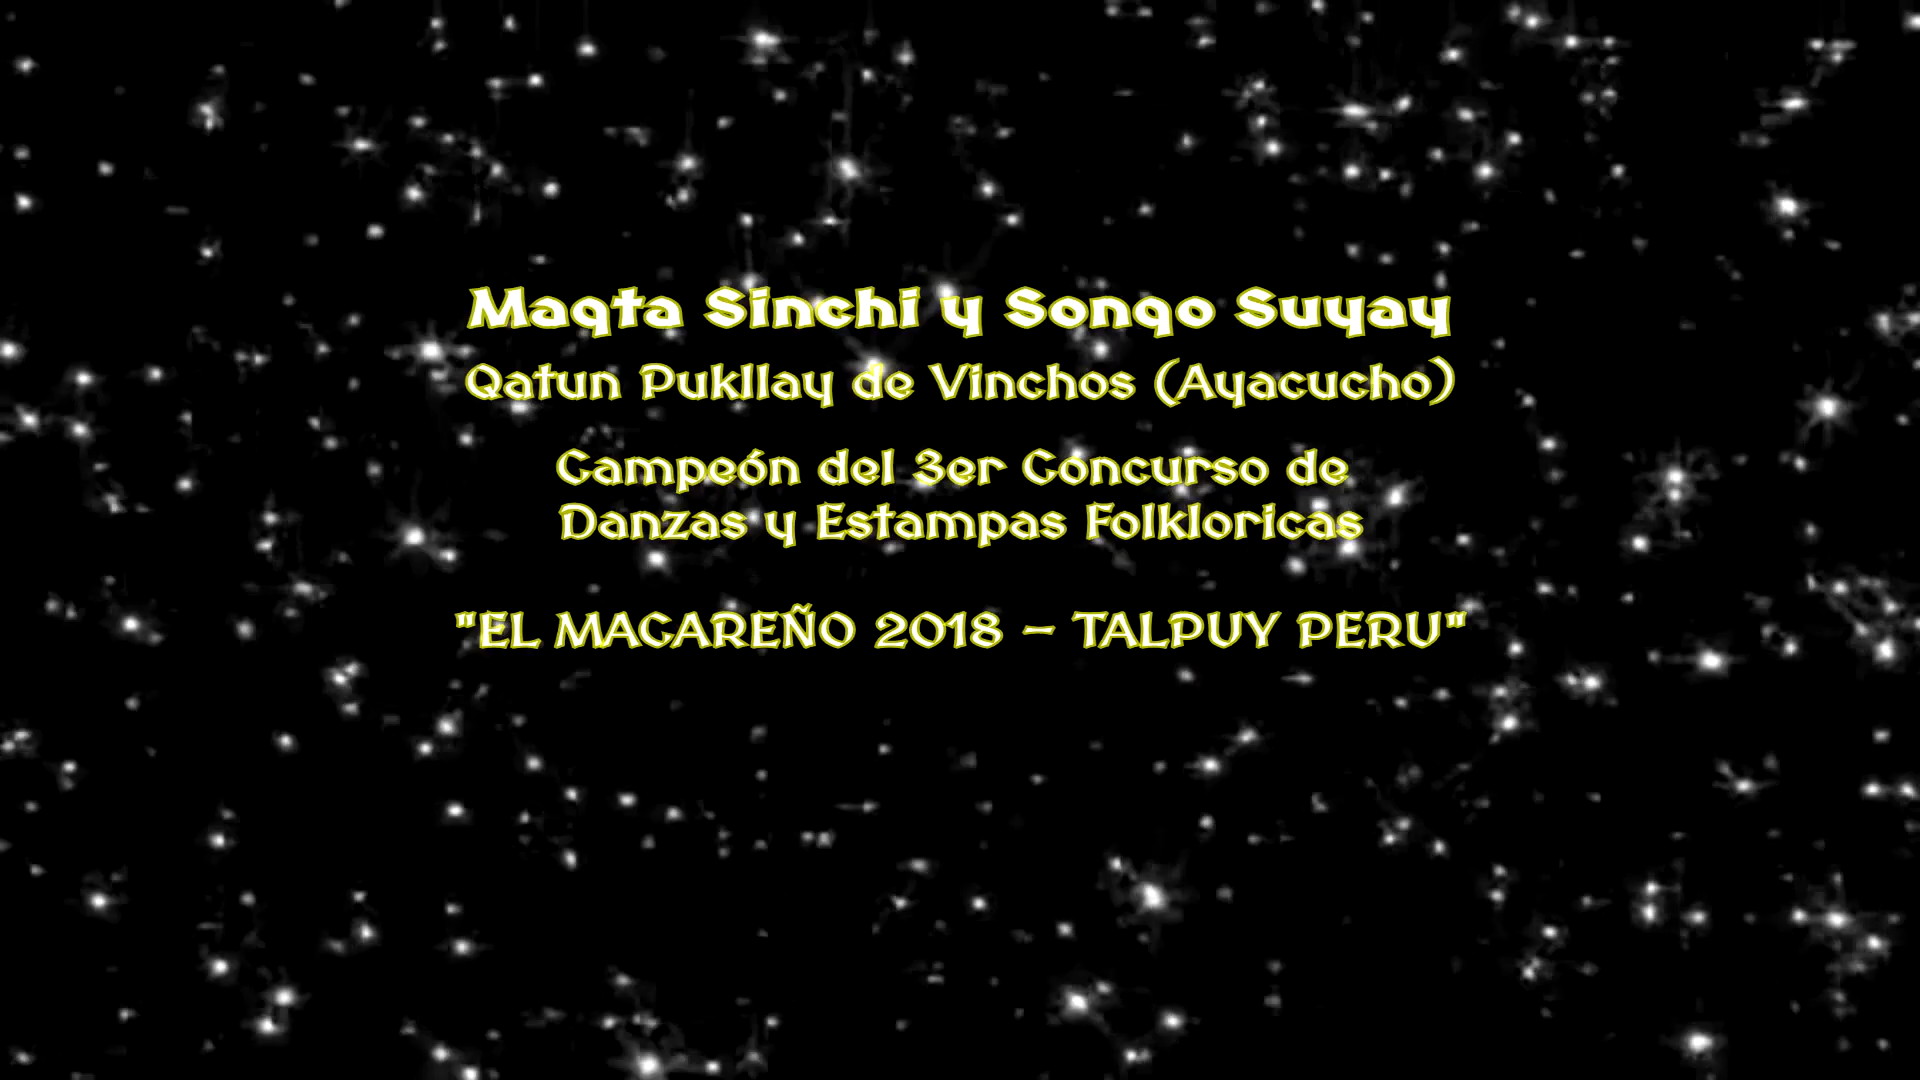 Maqta Sinchi y Sonqo Suyay
Qatun Pukllay de Vinchos (Ayacucho)
Campeón del 3er Concurso de
Danzas y Estampas Folkloricas
"EL MACAREÑO 2018 - TALPUY PERU"